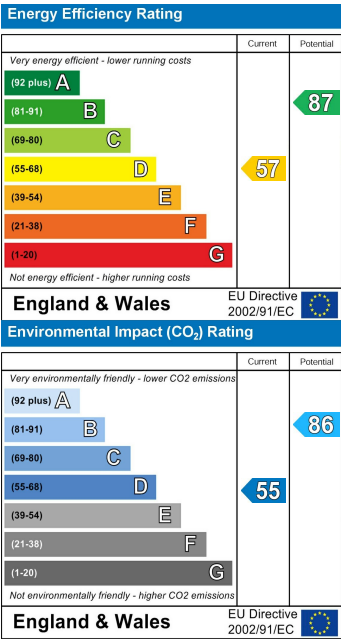 Energy Efficiency Rating
Current Potential
Very energy efficient - lower running costs
(92 plus) A
(81-91) B
87
(69-80) C
(55-68) D
57
(39-54) E
(21-38) F
(1-20) G
Not energy efficient - higher running costs
England & Wales
EU Directive
2002/91/EC
Environmental Impact (CO₂) Rating
Current Potential
Very environmentally friendly - lower CO2 emissions
(92 plus) A
(81-91) B
86
(69-80) C
(55-68) D
55
(39-54) E
(21-38) F
(1-20) G
Not environmentally friendly - higher CO2 emissions
England & Wales
EU Directive
2002/91/EC